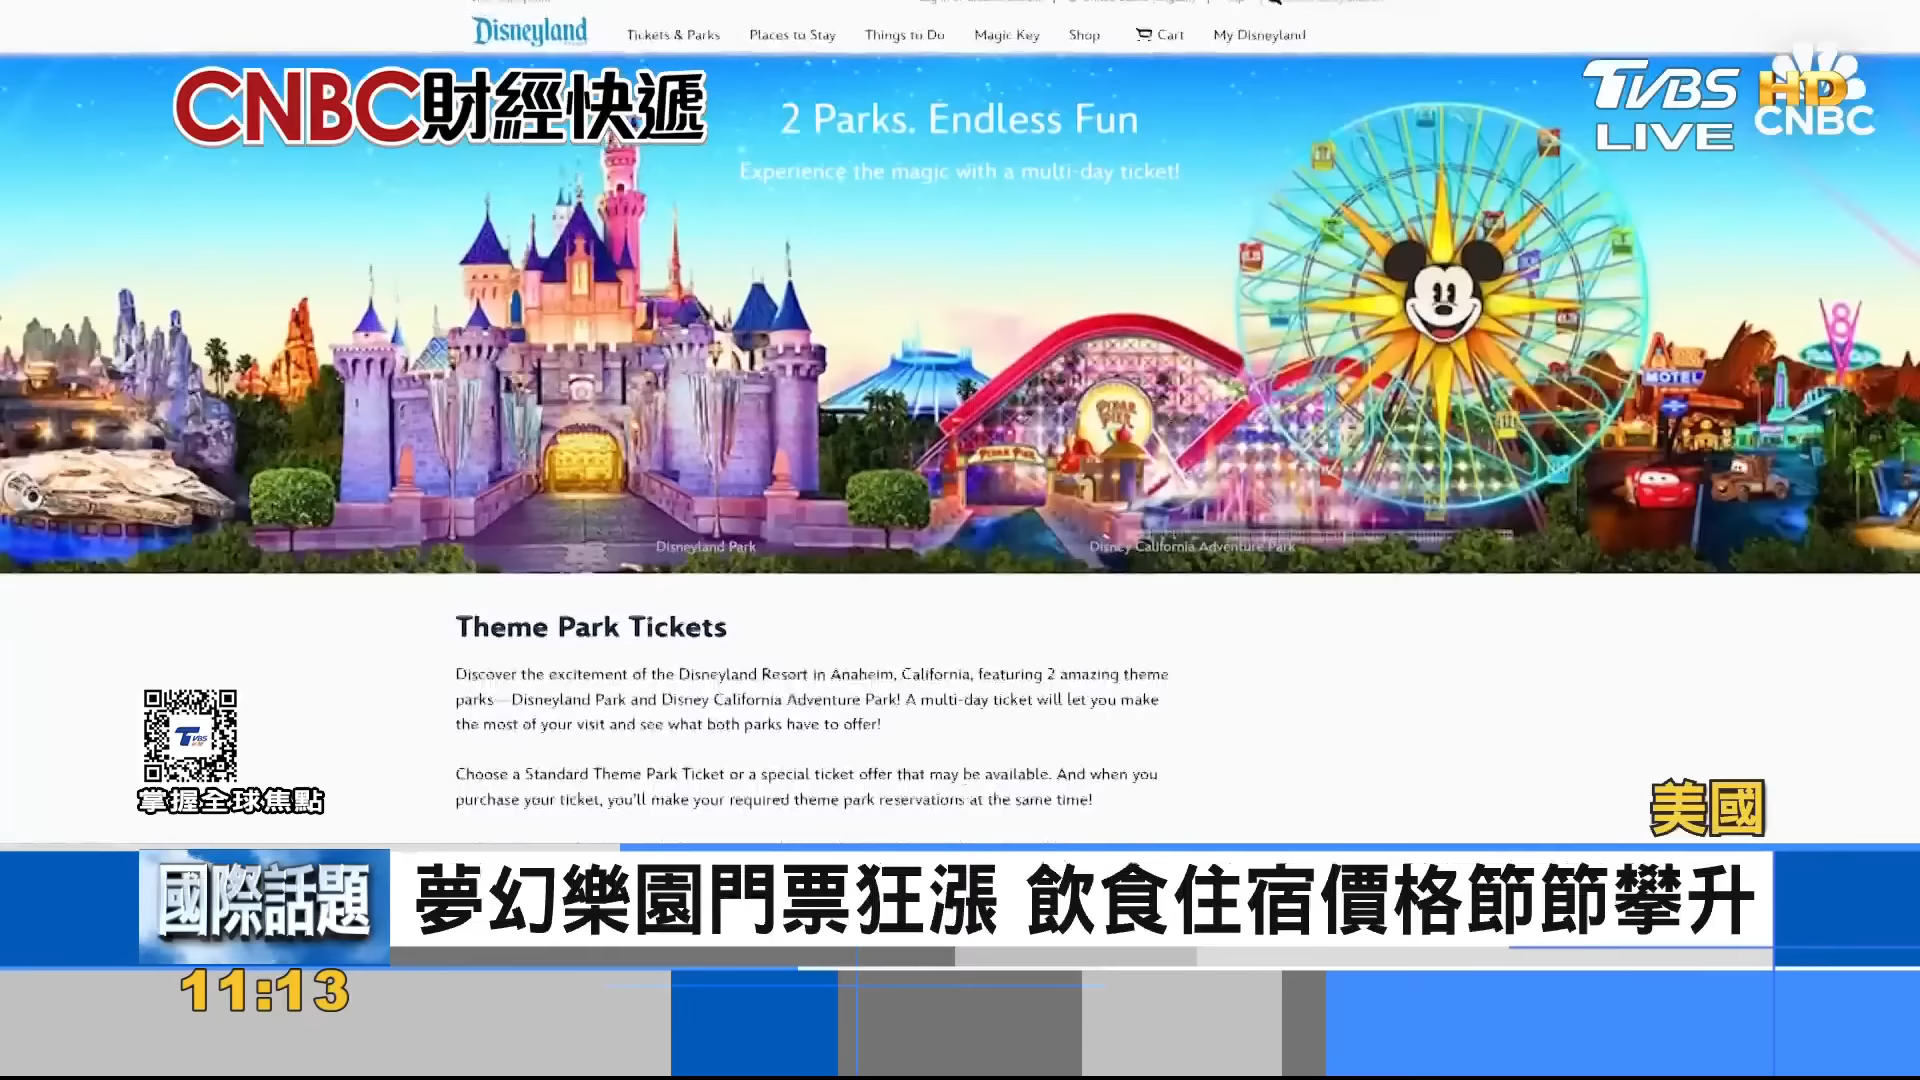 Disneyland
Tickets & Parks Places to Stay Things to Do Magic Key Shop Cart My Disneyland
CNBC財經快遞
TVBS HD
LIVE
CNBC
2 Parks. Endless Fun
Experience the magic with a multi-day ticket!
8
MOTEL
PIXAR PIER
Disneyland Park
Disney California Adventure Park
Theme Park Tickets
Discover the excitement of the Disneyland Resort in Anaheim, California, featuring 2 amazing theme
parks—Disneyland Park and Disney California Adventure Park! A multi-day ticket will let you make
the most of your visit and see what both parks have to offer!
Choose a Standard Theme Park Ticket or a special ticket offer that may be available. And when you
purchase your ticket, you'll make your required theme park reservations at the same time!
TVBS
掌握全球焦點
美國
國際話題
夢幻樂園門票狂漲 飲食住宿價格節節攀升
11:13